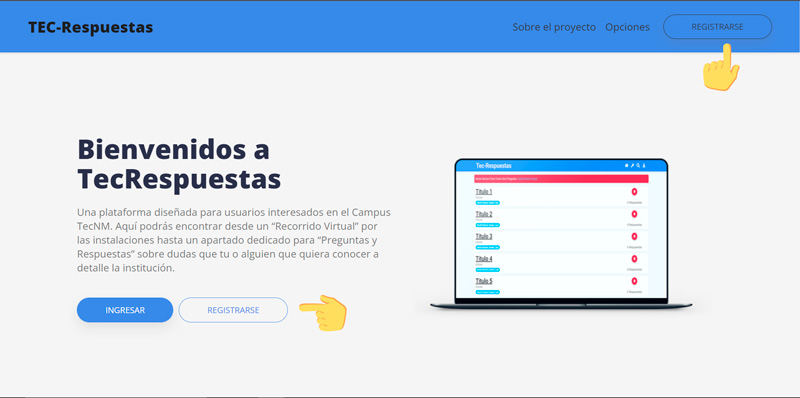 TEC-Respuestas
Sobre el proyecto
Opciones
REGISTRARSE
Bienvenidos a
TecRespuestas
Una plataforma diseñada para usuarios interesados en el Campus
TecNM. Aquí podrás encontrar desde un “Recorrido Virtual” por
las instalaciones hasta un apartado dedicado para “Preguntas y
Respuestas” sobre dudas que tu o alguien que quiera conocer a
detalle la institución.
INGRESAR
REGISTRARSE
Tec-Respuestas
Titulo 1
Titulo 2
Titulo 3
Titulo 4
Titulo 5